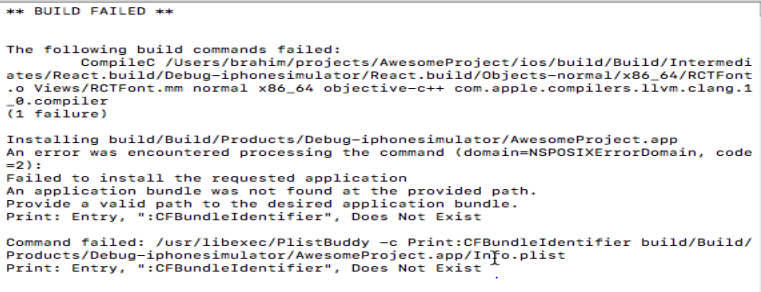 ** BUILD FAILED **
The following build commands failed:
CompileC /Users/brahim/projects/AwesomeProject/ios/build/Build/Intermedi
ates/React.build/Debug-iphonesimulator/React.build/Objects-normal/x86_64/RCTFont
.o Views/RCTFont.mm normal x86_64 objective-c++ com.apple.compilers.llvm.clang.1
_0.compiler
(1 failure)
Installing build/Build/Products/Debug-iphonesimulator/AwesomeProject.app
An error was encountered processing the command (domain=NSPOSIXErrorDomain, code
=2):
Failed to install the requested application
An application bundle was not found at the provided path.
Provide a valid path to the desired application bundle.
Print: Entry, ":CFBundleIdentifier", Does Not Exist
Command failed: /usr/libexec/PlistBuddy -c Print:CFBundleIdentifier build/Build/
Products/Debug-iphonesimulator/AwesomeProject.app/Info.plist
Print: Entry, ":CFBundleIdentifier", Does Not Exist